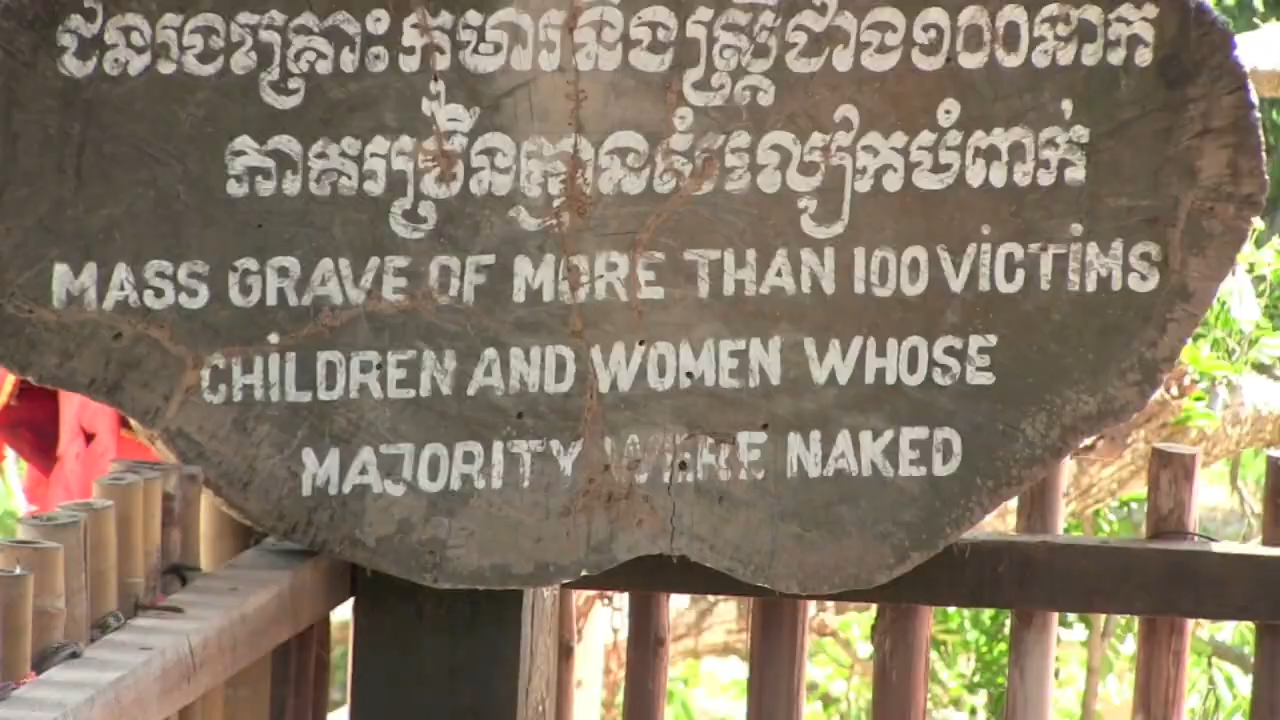 ជនរងគ្រោះកុមារនិងស្រ្តីជាង១០០នាក់
ភាគច្រើនគ្មានសំលៀកបំពាក់
MASS GRAVE OF MORE THAN 100 VICTIMS
CHILDREN AND WOMEN WHOSE
MAJORITY WERE NAKED